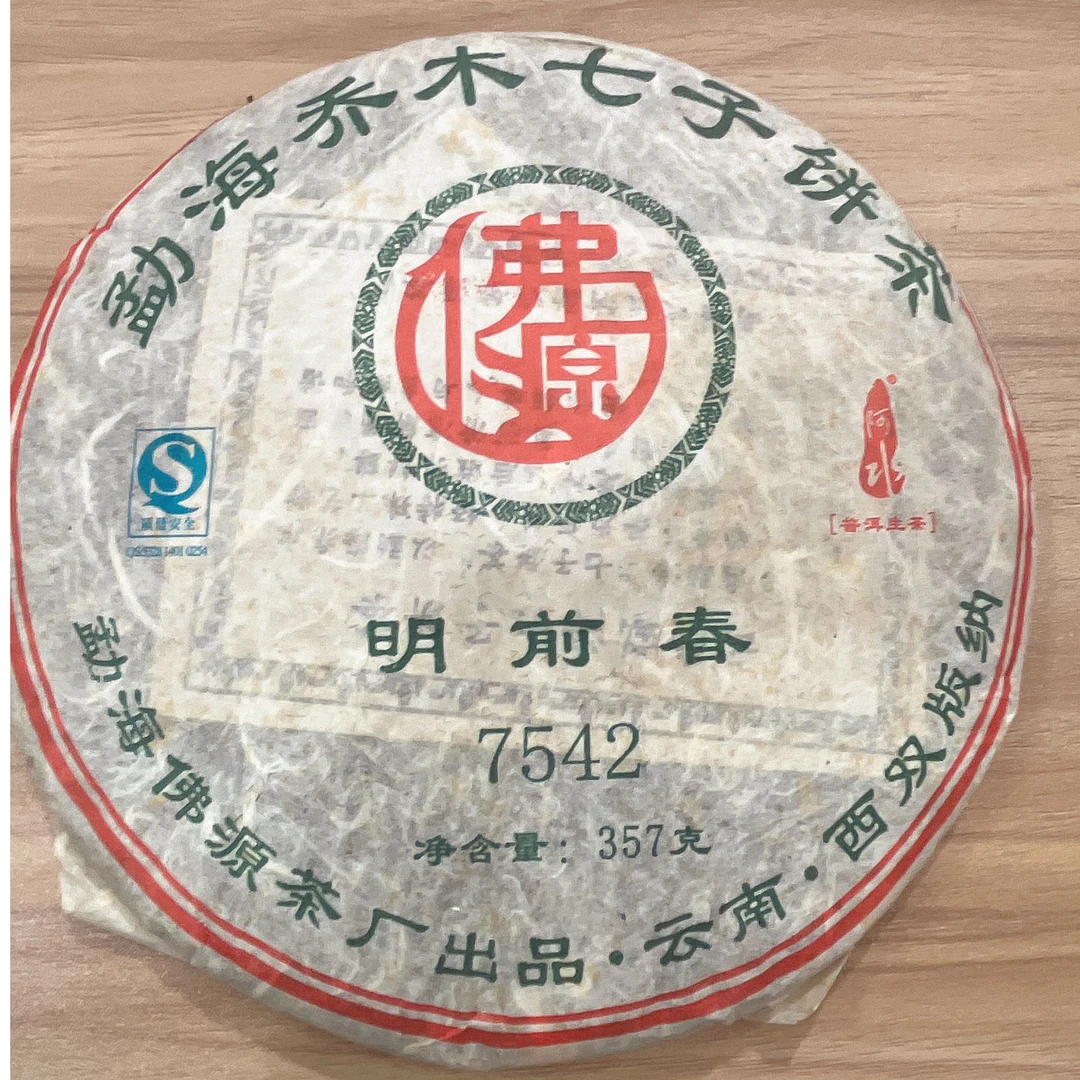 勐海乔木七子饼茶
佛源
S
质量安全
阿水
[普洱生茶]
明前春
7542
净含量：357克
勐海佛源茶厂出品·云南·西双版纳